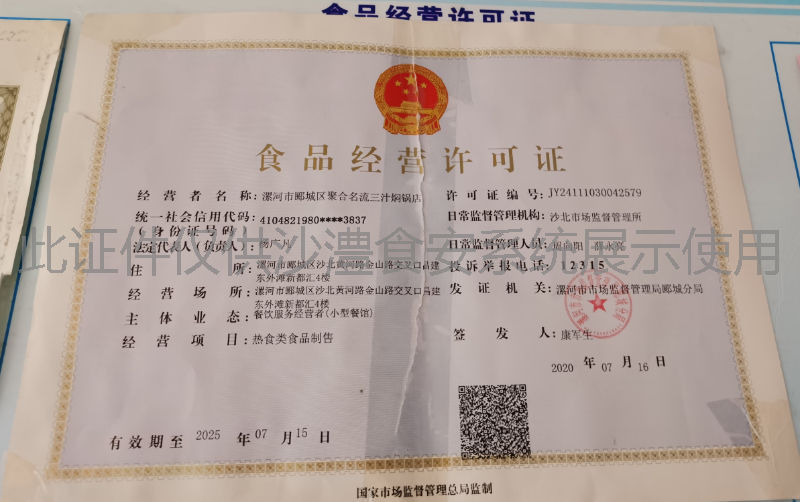 食品经营许可证
食品经营许可证
经营者名称：漯河市郾城区聚合名流三汁焖锅店
许可证编号：JY24111030042579
统一社会信用代码：4104821980****3837
（身份证号码）
日常监督管理机构：沙北市场监督管理所
法定代表人（负责人）：广凡
日常监督管理人员：
此证件仅供沙澧食安系统展示使用
住所：漯河市郾城区沙北黄河路金山路交叉口昌建
东外滩新都汇4楼
投诉举报电话：12315
经营场所：漯河市郾城区沙北黄河路金山路交叉口昌建
东外滩新都汇4楼
发证机关：漯河市市场监督管理局郾城分局
主体业态：餐饮服务经营者(小型餐馆)
经营项目：热食类食品制售
签发人：康军生
2020年07月16日
有效期至2025年07月15日
国家市场监督管理总局监制